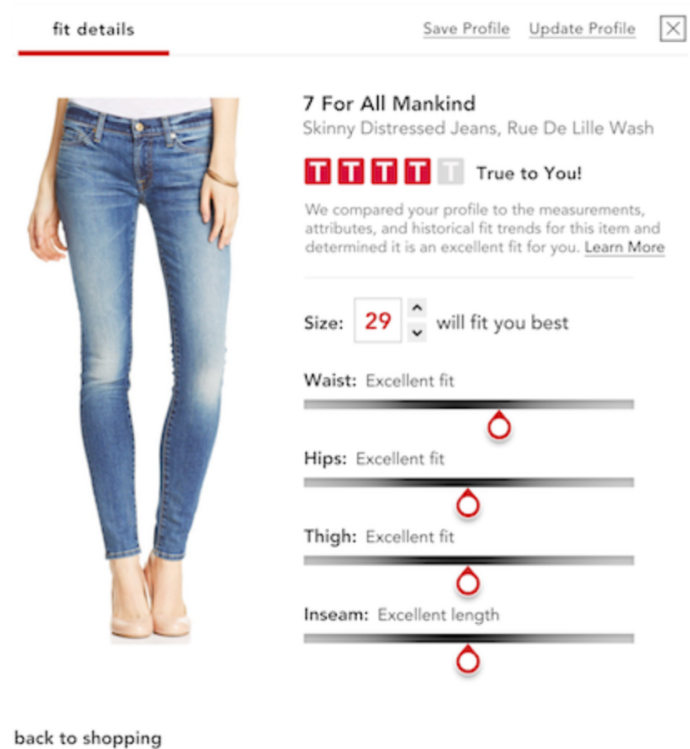 fit details
Save Profile Update Profile
7 For All Mankind
Skinny Distressed Jeans, Rue De Lille Wash
T T T T T True to You!
We compared your profile to the measurements,
attributes, and historical fit trends for this item and
determined it is an excellent fit for you. Learn More
Size: 29 will fit you best
Waist: Excellent fit
Hips: Excellent fit
Thigh: Excellent fit
Inseam: Excellent length
back to shopping